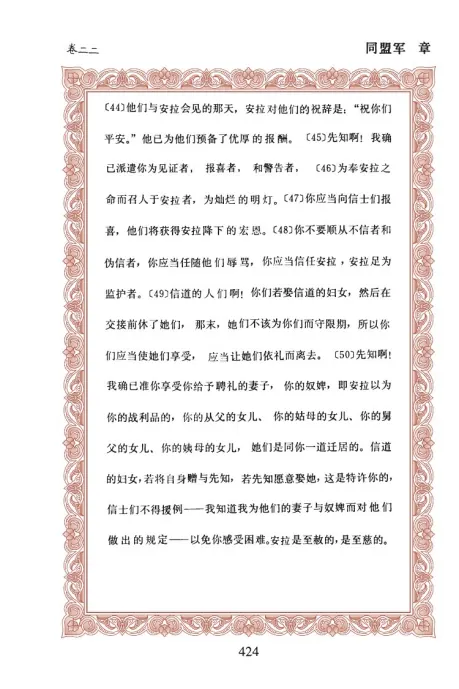 卷二二
同盟军 章
〔44〕他们与安拉会见的那天，安拉对他们的祝辞是：“祝你们
平安。”他已为他们预备了优厚的报酬。〔45〕先知啊！我确
已派遣你为见证者，报喜者，和警告者，〔46〕为奉安拉之
命而召人于安拉者，为灿烂的明灯。〔47〕你应当向信士们报
喜，他们将获得安拉降下的宏恩。〔48〕你不要顺从不信者和
伪信者，你应当任随他们辱骂，你应当信任安拉，安拉足为
监护者。〔49〕信道的人们啊！你们若娶信道的妇女，然后在
交接前休了她们，那末，她们不该为你们而守限期，所以你
们应当使她们享受，应当让她们依礼而离去。〔50〕先知啊！
我确已准你享受你给予聘礼的妻子，你的奴婢，即安拉以为
你的战利品的，你的从父的女儿、你的姑母的女儿、你的舅
父的女儿、你的姨母的女儿，她们是同你一道迁居的。信道
的妇女，若将自身赠与先知，若先知愿意娶她，这是特许你的，
信士们不得援例——我知道我为他们的妻子与奴婢而对他们
做出的规定——以免你感受困难。安拉是至赦的，是至慈的。
424